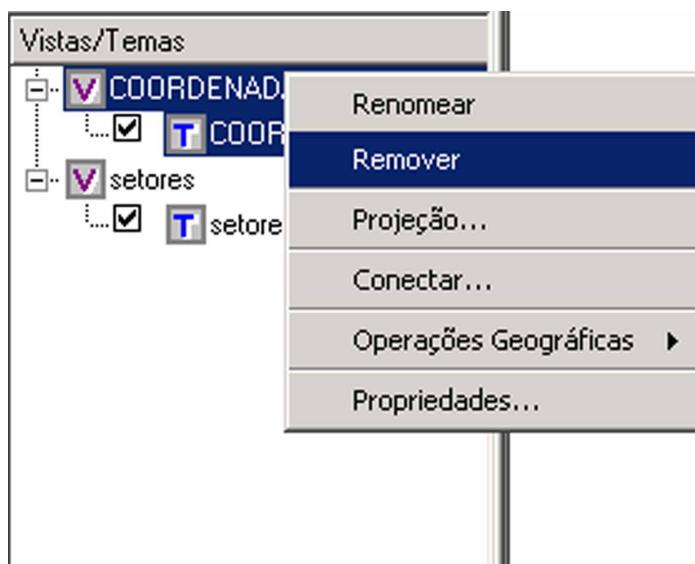 Vistas/Temas
V COORDENAD
T COOR
V setores
T setore
Renomear
Remover
Projeção...
Conectar...
Operações Geográficas
Propriedades...